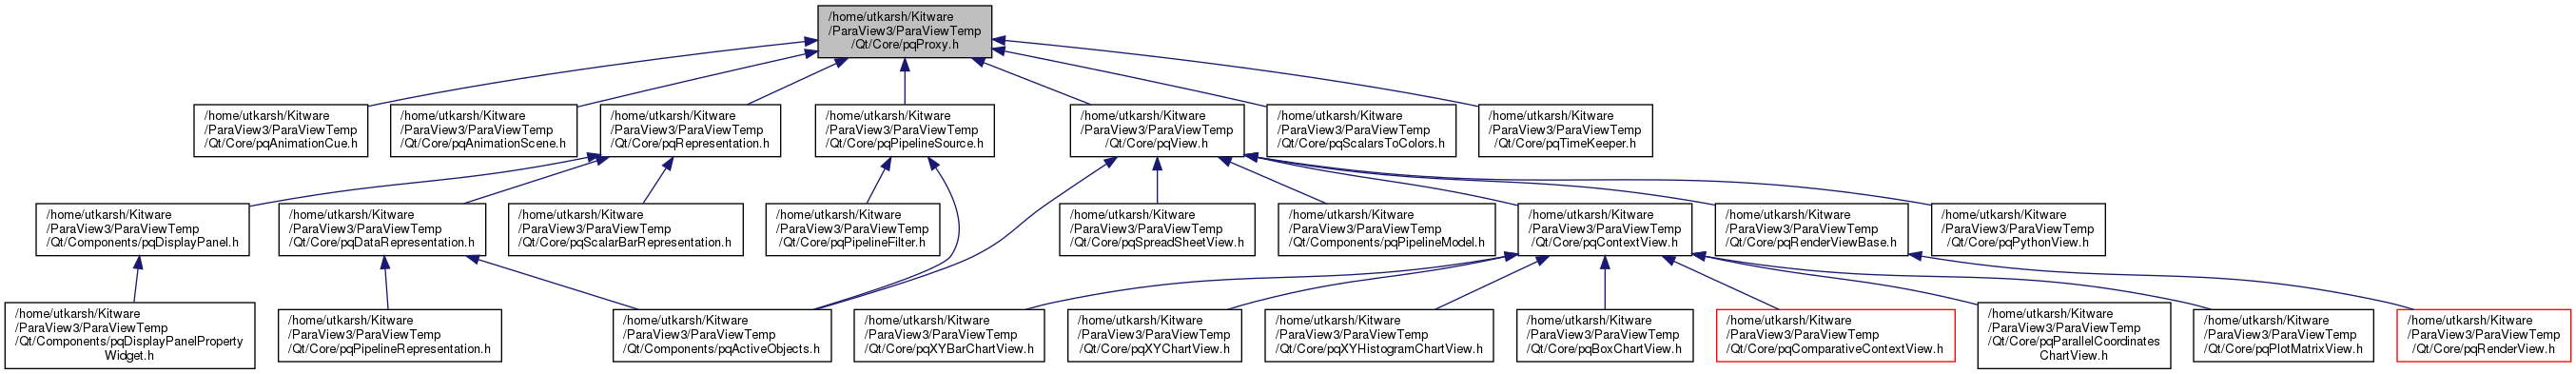 /home/utkarsh/Kitware
/ParaView3/ParaViewTemp
/Qt/Core/pqProxy.h
/home/utkarsh/Kitware
/ParaView3/ParaViewTemp
/Qt/Core/pqAnimationCue.h
/home/utkarsh/Kitware
/ParaView3/ParaViewTemp
/Qt/Core/pqAnimationScene.h
/home/utkarsh/Kitware
/ParaView3/ParaViewTemp
/Qt/Core/pqRepresentation.h
/home/utkarsh/Kitware
/ParaView3/ParaViewTemp
/Qt/Core/pqPipelineSource.h
/home/utkarsh/Kitware
/ParaView3/ParaViewTemp
/Qt/Core/pqView.h
/home/utkarsh/Kitware
/ParaView3/ParaViewTemp
/Qt/Core/pqScalarsToColors.h
/home/utkarsh/Kitware
/ParaView3/ParaViewTemp
/Qt/Core/pqTimeKeeper.h
/home/utkarsh/Kitware
/ParaView3/ParaViewTemp
/Qt/Components/pqDisplayPanel.h
/home/utkarsh/Kitware
/ParaView3/ParaViewTemp
/Qt/Core/pqDataRepresentation.h
/home/utkarsh/Kitware
/ParaView3/ParaViewTemp
/Qt/Core/pqScalarBarRepresentation.h
/home/utkarsh/Kitware
/ParaView3/ParaViewTemp
/Qt/Core/pqPipelineFilter.h
/home/utkarsh/Kitware
/ParaView3/ParaViewTemp
/Qt/Core/pqSpreadSheetView.h
/home/utkarsh/Kitware
/ParaView3/ParaViewTemp
/Qt/Components/pqPipelineModel.h
/home/utkarsh/Kitware
/ParaView3/ParaViewTemp
/Qt/Core/pqContextView.h
/home/utkarsh/Kitware
/ParaView3/ParaViewTemp
/Qt/Core/pqRenderViewBase.h
/home/utkarsh/Kitware
/ParaView3/ParaViewTemp
/Qt/Core/pqPythonView.h
/home/utkarsh/Kitware
/ParaView3/ParaViewTemp
/Qt/Components/pqDisplayPanelProperty
Widget.h
/home/utkarsh/Kitware
/ParaView3/ParaViewTemp
/Qt/Core/pqPipelineRepresentation.h
/home/utkarsh/Kitware
/ParaView3/ParaViewTemp
/Qt/Components/pqActiveObjects.h
/home/utkarsh/Kitware
/ParaView3/ParaViewTemp
/Qt/Core/pqXYBarChartView.h
/home/utkarsh/Kitware
/ParaView3/ParaViewTemp
/Qt/Core/pqXYChartView.h
/home/utkarsh/Kitware
/ParaView3/ParaViewTemp
/Qt/Core/pqXYHistogramChartView.h
/home/utkarsh/Kitware
/ParaView3/ParaViewTemp
/Qt/Core/pqBoxChartView.h
/home/utkarsh/Kitware
/ParaView3/ParaViewTemp
/Qt/Core/pqComparativeContextView.h
/home/utkarsh/Kitware
/ParaView3/ParaViewTemp
/Qt/Core/pqParallelCoordinates
ChartView.h
/home/utkarsh/Kitware
/ParaView3/ParaViewTemp
/Qt/Core/pqPlotMatrixView.h
/home/utkarsh/Kitware
/ParaView3/ParaViewTemp
/Qt/Core/pqRenderView.h